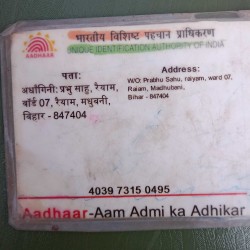 AADHAAR
भारतीय विशिष्ट पहचान प्राधिकरण
UNIQUE IDENTIFICATION AUTHORITY OF INDIA
पता:
अर्धांगिनी: प्रभु साहु, रैयाम,
वॉर्ड 07, रैयाम, मधुबनी,
बिहार - 847404
Address:
W/O: Prabhu Sahu, raiyam, ward 07,
Raiam, Madhubani,
Bihar - 847404
4039 7315 0495
Aadhaar-Aam Admi ka Adhikar